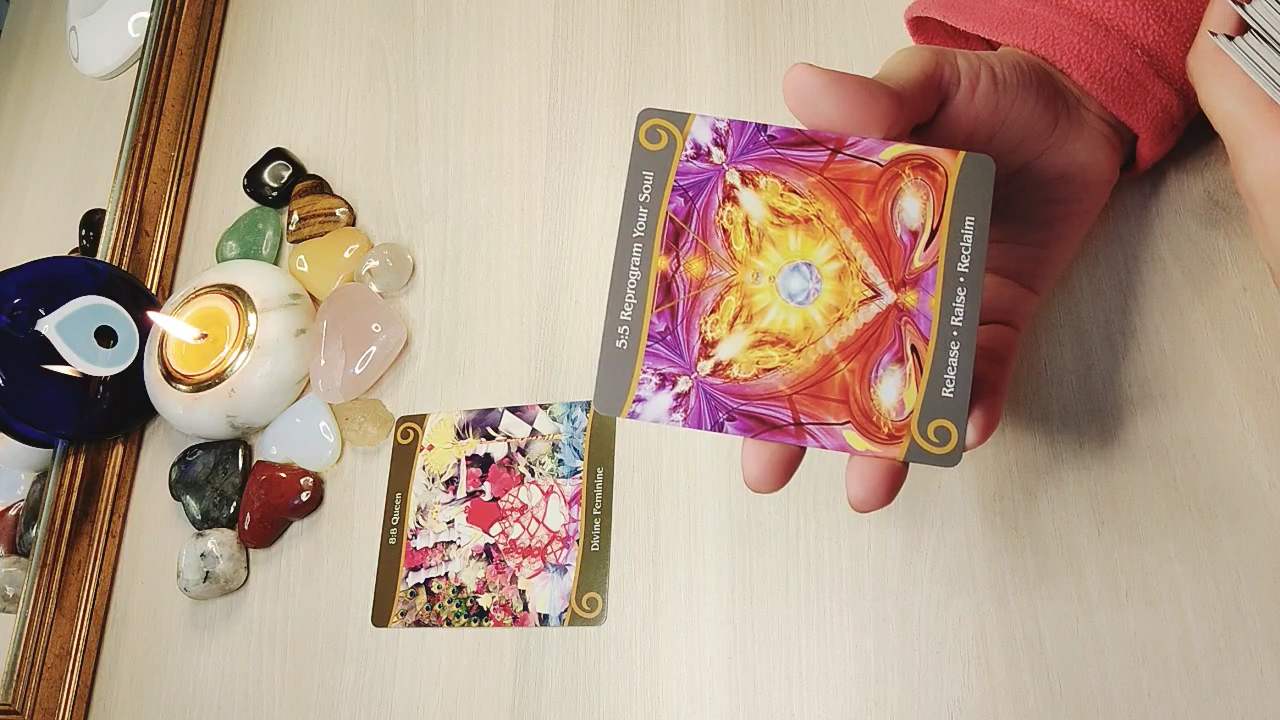 5:5 Reprogram Your Soul
Release • Raise • Reclaim
8:8 Queen
Divine Feminine